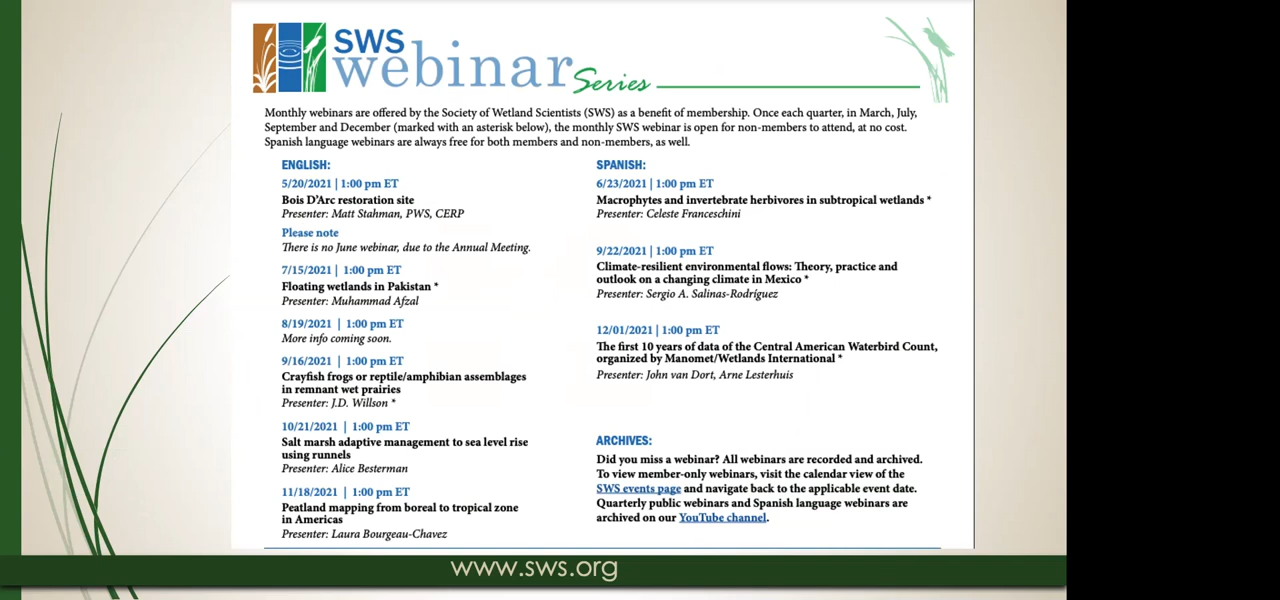 SWS
webinar Series
Monthly webinars are offered by the Society of Wetland Scientists (SWS) as a benefit of membership. Once each quarter, in March, July,
September and December (marked with an asterisk below), the monthly SWS webinar is open for non-members to attend, at no cost.
Spanish language webinars are always free for both members and non-members, as well.
ENGLISH:
5/20/2021 | 1:00 pm ET
Bois D'Arc restoration site
Presenter: Matt Stahman, PWS, CERP
Please note
There is no June webinar, due to the Annual Meeting.
7/15/2021 | 1:00 pm ET
Floating wetlands in Pakistan *
Presenter: Muhammad Afzal
8/19/2021 | 1:00 pm ET
More info coming soon.
9/16/2021 | 1:00 pm ET
Crayfish frogs or reptile/amphibian assemblages
in remnant wet prairies
Presenter: J.D. Willson *
10/21/2021 | 1:00 pm ET
Salt marsh adaptive management to sea level rise
using runnels
Presenter: Alice Besterman
11/18/2021 | 1:00 pm ET
Peatland mapping from boreal to tropical zone
in Americas
Presenter: Laura Bourgeau-Chavez
SPANISH:
6/23/2021 | 1:00 pm ET
Macrophytes and invertebrate herbivores in subtropical wetlands *
Presenter: Celeste Franceschini
9/22/2021 | 1:00 pm ET
Climate-resilient environmental flows: Theory, practice and
outlook on a changing climate in Mexico *
Presenter: Sergio A. Salinas-Rodríguez
12/01/2021 | 1:00 pm ET
The first 10 years of data of the Central American Waterbird Count,
organized by Manomet/Wetlands International *
Presenter: John van Dort, Arne Lesterhuis
ARCHIVES:
Did you miss a webinar? All webinars are recorded and archived.
To view member-only webinars, visit the calendar view of the
SWS events page and navigate back to the applicable event date.
Quarterly public webinars and Spanish language webinars are
archived on our YouTube channel.
www.sws.org